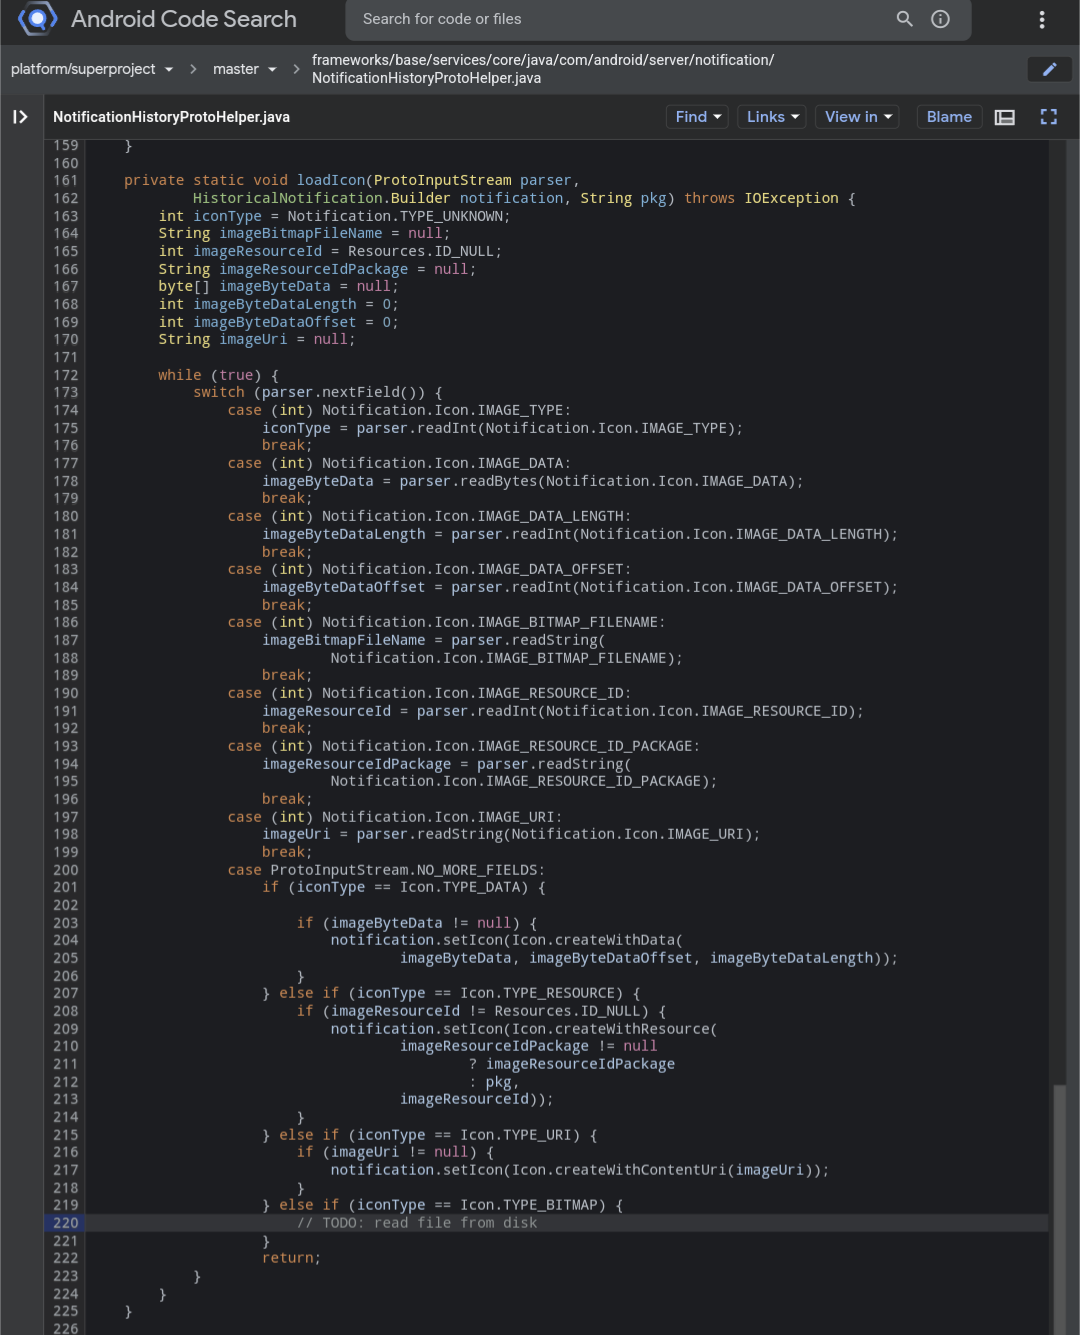 Android Code Search
Search for code or files
platform/superproject
master
frameworks/base/services/core/java/com/android/server/notification/
NotificationHistoryProtoHelper.java
NotificationHistoryProtoHelper.java
Find
Links
View in
Blame
159     }
160
161     private static void loadIcon(ProtoInputStream parser,
162             HistoricalNotification.Builder notification, String pkg) throws IOException {
163         int iconType = Notification.TYPE_UNKNOWN;
164         String imageBitmapFileName = null;
165         int imageResourceId = Resources.ID_NULL;
166         String imageResourceIdPackage = null;
167         byte[] imageByteData = null;
168         int imageByteDataLength = 0;
169         int imageByteDataOffset = 0;
170         String imageUri = null;
171
172         while (true) {
173             switch (parser.nextField()) {
174                 case (int) Notification.Icon.IMAGE_TYPE:
175                     iconType = parser.readInt(Notification.Icon.IMAGE_TYPE);
176                     break;
177                 case (int) Notification.Icon.IMAGE_DATA:
178                     imageByteData = parser.readBytes(Notification.Icon.IMAGE_DATA);
179                     break;
180                 case (int) Notification.Icon.IMAGE_DATA_LENGTH:
181                     imageByteDataLength = parser.readInt(Notification.Icon.IMAGE_DATA_LENGTH);
182                     break;
183                 case (int) Notification.Icon.IMAGE_DATA_OFFSET:
184                     imageByteDataOffset = parser.readInt(Notification.Icon.IMAGE_DATA_OFFSET);
185                     break;
186                 case (int) Notification.Icon.IMAGE_BITMAP_FILENAME:
187                     imageBitmapFileName = parser.readString(
188                             Notification.Icon.IMAGE_BITMAP_FILENAME);
189                     break;
190                 case (int) Notification.Icon.IMAGE_RESOURCE_ID:
191                     imageResourceId = parser.readInt(Notification.Icon.IMAGE_RESOURCE_ID);
192                     break;
193                 case (int) Notification.Icon.IMAGE_RESOURCE_ID_PACKAGE:
194                     imageResourceIdPackage = parser.readString(
195                             Notification.Icon.IMAGE_RESOURCE_ID_PACKAGE);
196                     break;
197                 case (int) Notification.Icon.IMAGE_URI:
198                     imageUri = parser.readString(Notification.Icon.IMAGE_URI);
199                     break;
200                 case ProtoInputStream.NO_MORE_FIELDS:
201                     if (iconType == Icon.TYPE_DATA) {
202
203                         if (imageByteData != null) {
204                             notification.setIcon(Icon.createWithData(
205                                     imageByteData, imageByteDataOffset, imageByteDataLength));
206                         }
207                     } else if (iconType == Icon.TYPE_RESOURCE) {
208                         if (imageResourceId != Resources.ID_NULL) {
209                             notification.setIcon(Icon.createWithResource(
210                                     imageResourceIdPackage != null
211                                             ? imageResourceIdPackage
212                                             : pkg,
213                                     imageResourceId));
214                         }
215                     } else if (iconType == Icon.TYPE_URI) {
216                         if (imageUri != null) {
217                             notification.setIcon(Icon.createWithContentUri(imageUri));
218                         }
219                     } else if (iconType == Icon.TYPE_BITMAP) {
220                         // TODO: read file from disk
221                     }
222                     return;
223             }
224         }
225     }
226